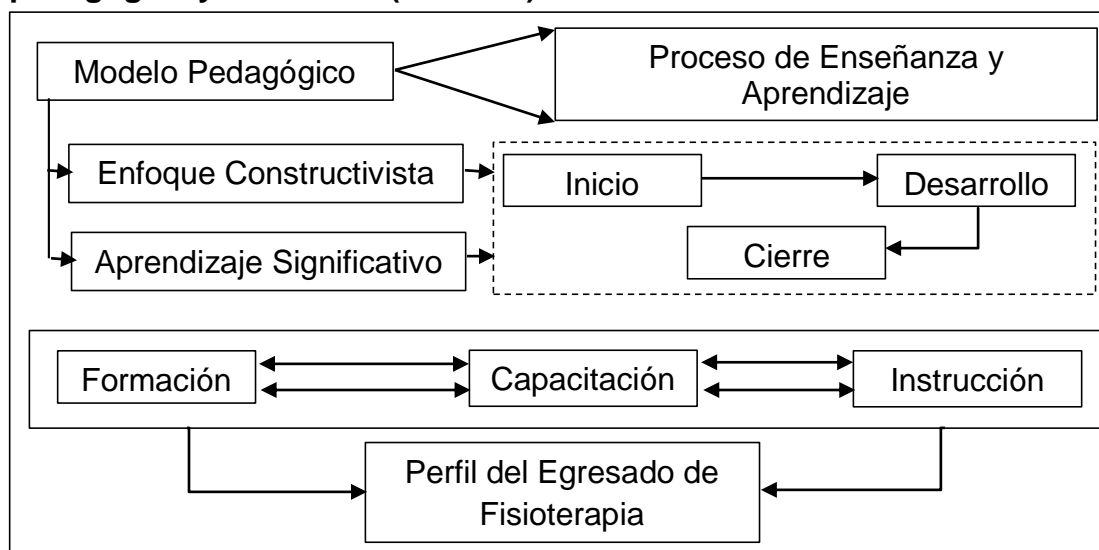 Modelo Pedagógico
Proceso de Enseñanza y
Aprendizaje
Enfoque Constructivista
Inicio
Desarrollo
Aprendizaje Significativo
Cierre
Formación
Capacitación
Instrucción
Perfil del Egresado de
Fisioterapia